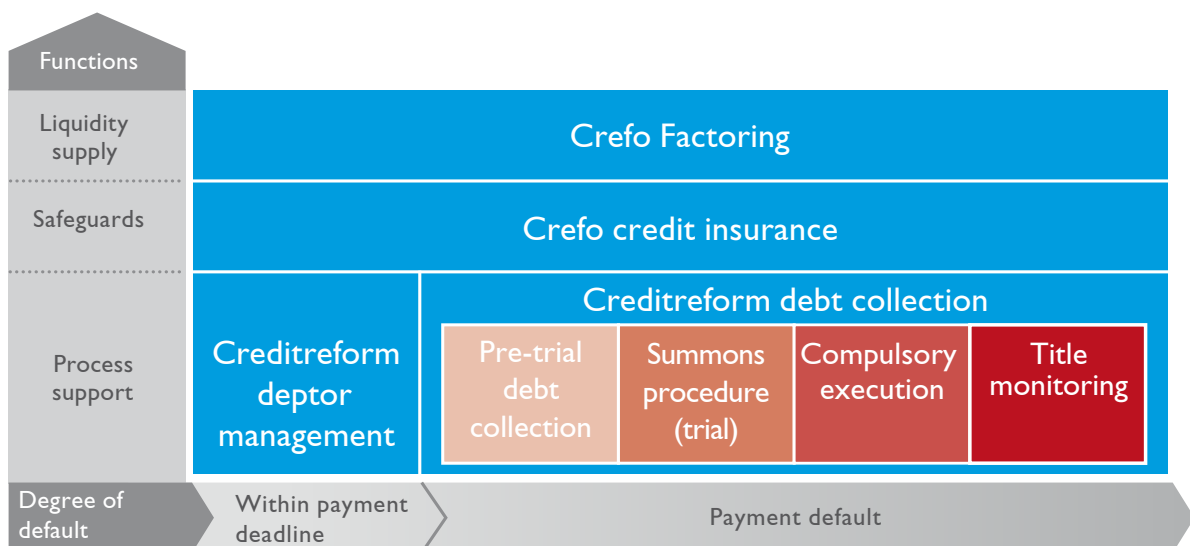 Functions
Liquidity
supply
Crefo Factoring
Safeguards
Crefo credit insurance
Process
support
Creditreform
deptor
management
Creditreform debt collection
Pre-trial
debt
collection
Summons
procedure
(trial)
Compulsory
execution
Title
monitoring
Degree of
default
Within payment
deadline
Payment default